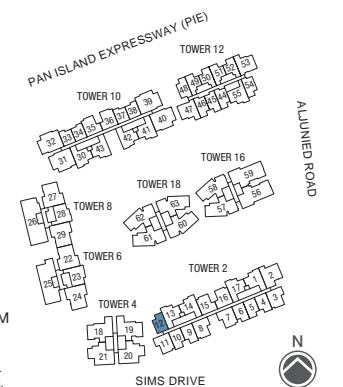 PAN ISLAND EXPRESSWAY (PIE)
TOWER 12
48 49 50 51 52 53
47 46 45 44 55 54
TOWER 10
32 33 34 35 36 37 38 39
31 30 43 42 41 40
ALJUNIED ROAD
TOWER 16
58 59
57 56
TOWER 18
62 63
61 60
TOWER 8
27
26 28
29
TOWER 6
22
25 23
24
TOWER 2
12 13 14 15 16 17 1 2
11 10 9 8 7 6 5 4 3
TOWER 4
18 19
21 20
M
N
SIMS DRIVE